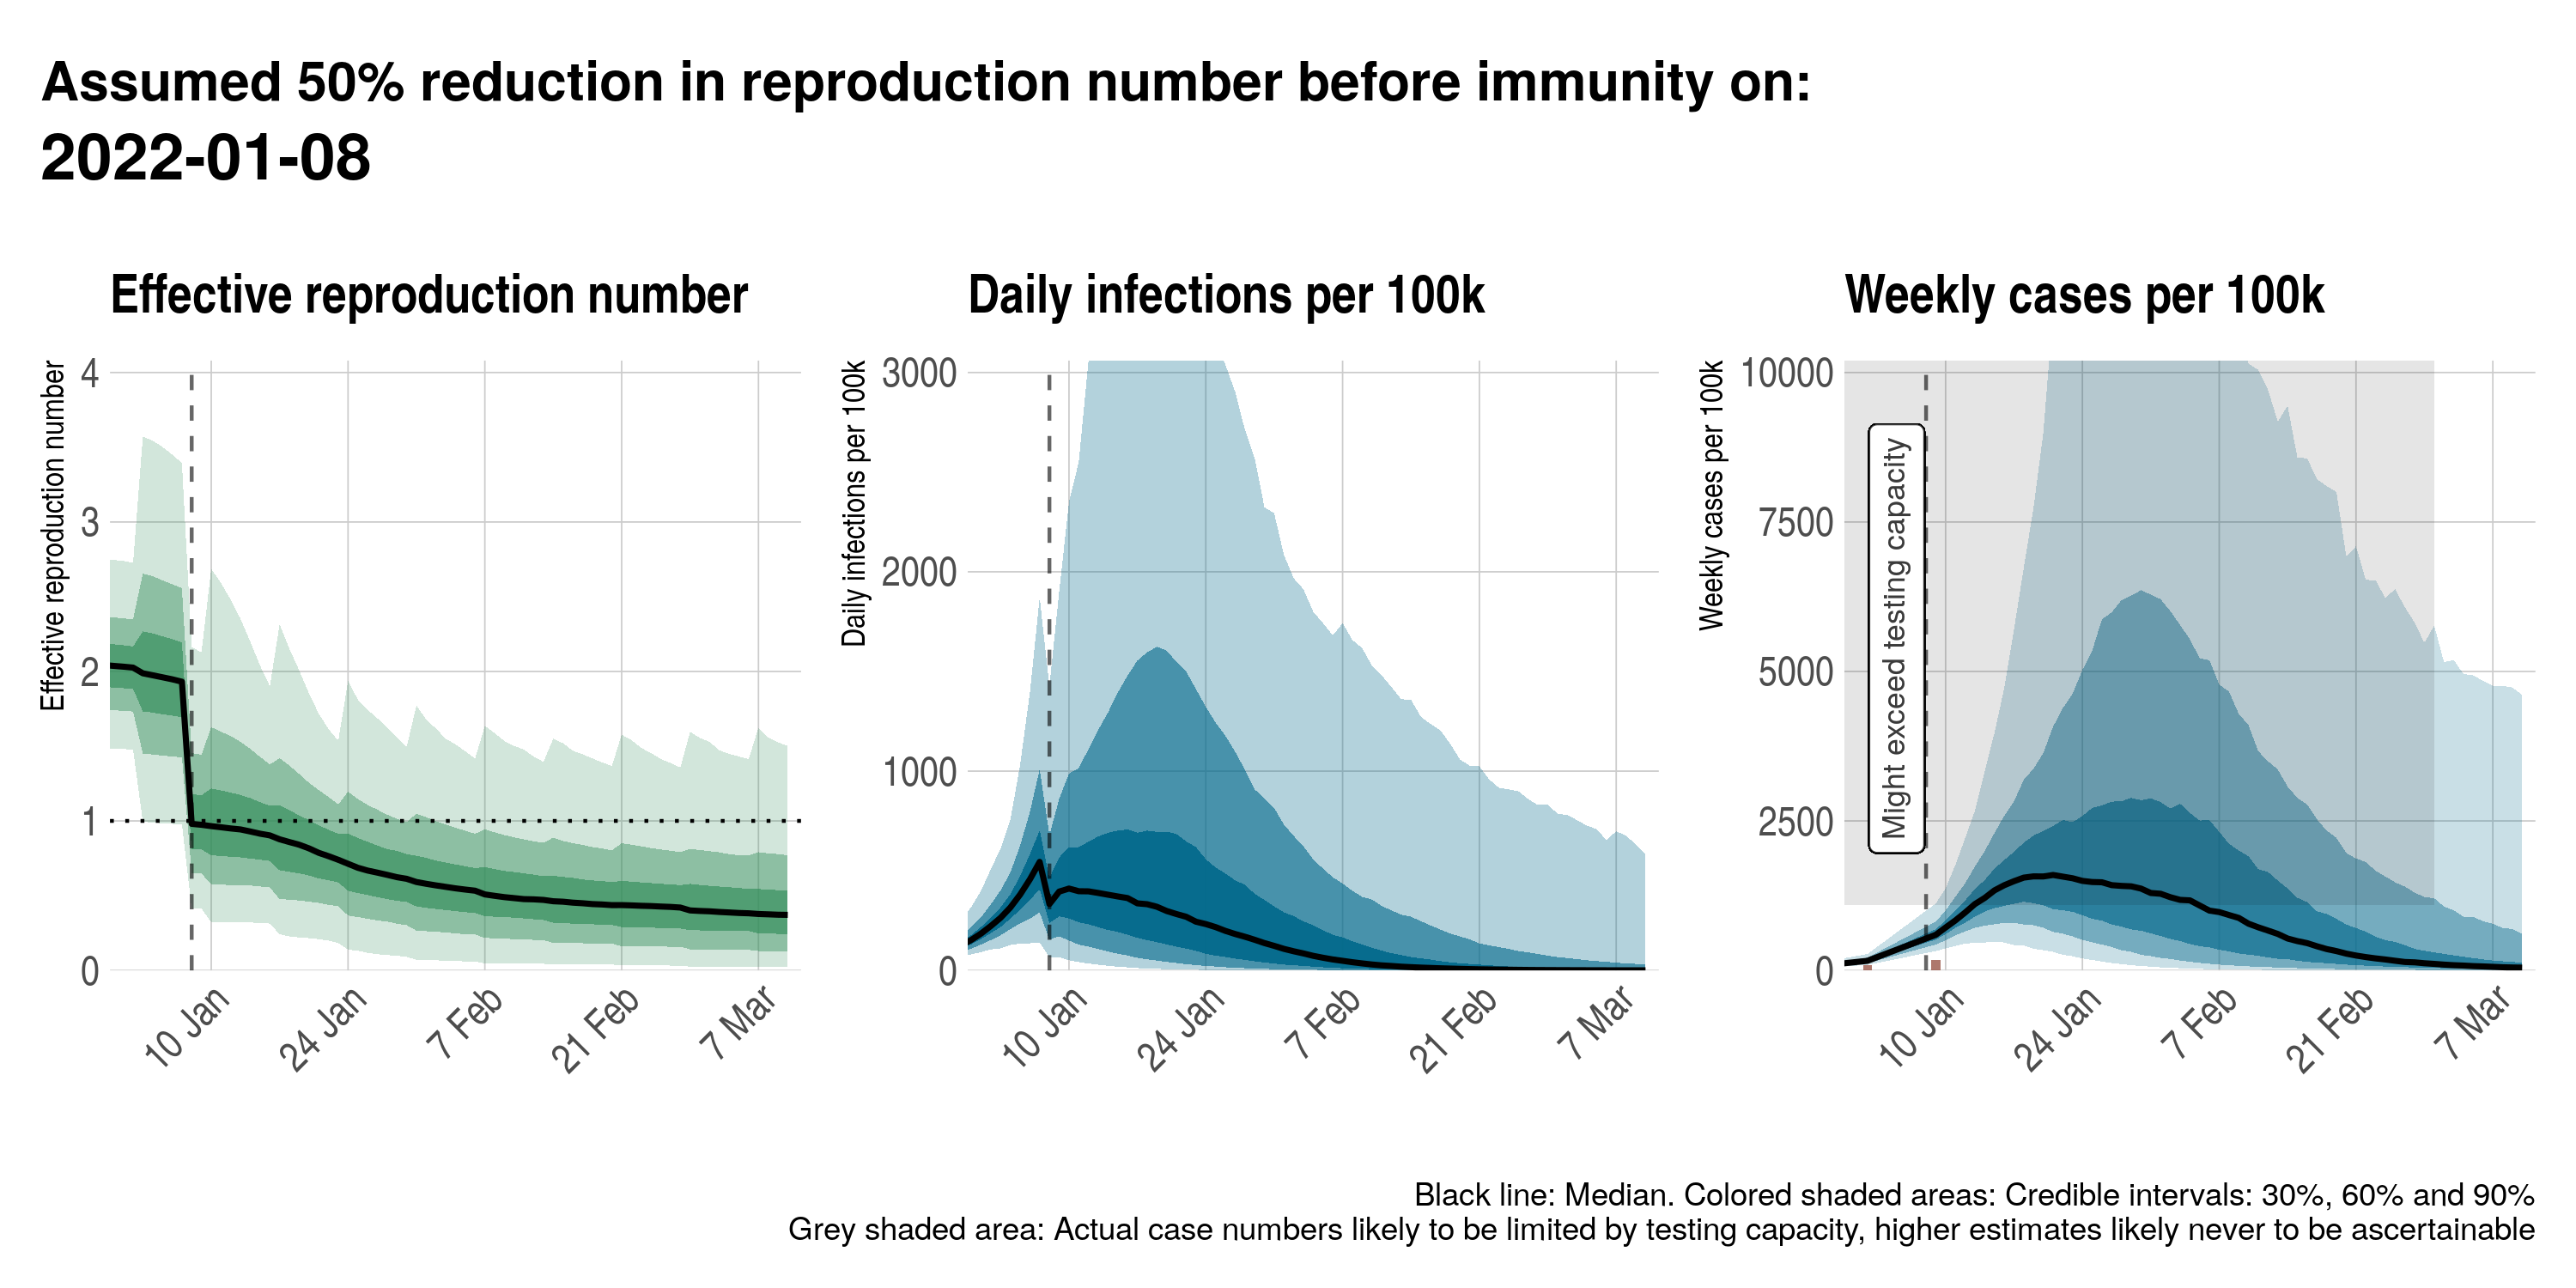 Assumed 50% reduction in reproduction number before immunity on:
2022-01-08
Effective reproduction number
Effective reproduction number
4
3
2
1
0
10 Jan
24 Jan
7 Feb
21 Feb
7 Mar
Daily infections per 100k
Daily infections per 100k
3000
2000
1000
0
10 Jan
24 Jan
7 Feb
21 Feb
7 Mar
Weekly cases per 100k
Weekly cases per 100k
10000
7500
5000
2500
0
Might exceed testing capacity
10 Jan
24 Jan
7 Feb
21 Feb
7 Mar
Black line: Median. Colored shaded areas: Credible intervals: 30%, 60% and 90%
Grey shaded area: Actual case numbers likely to be limited by testing capacity, higher estimates likely never to be ascertainable